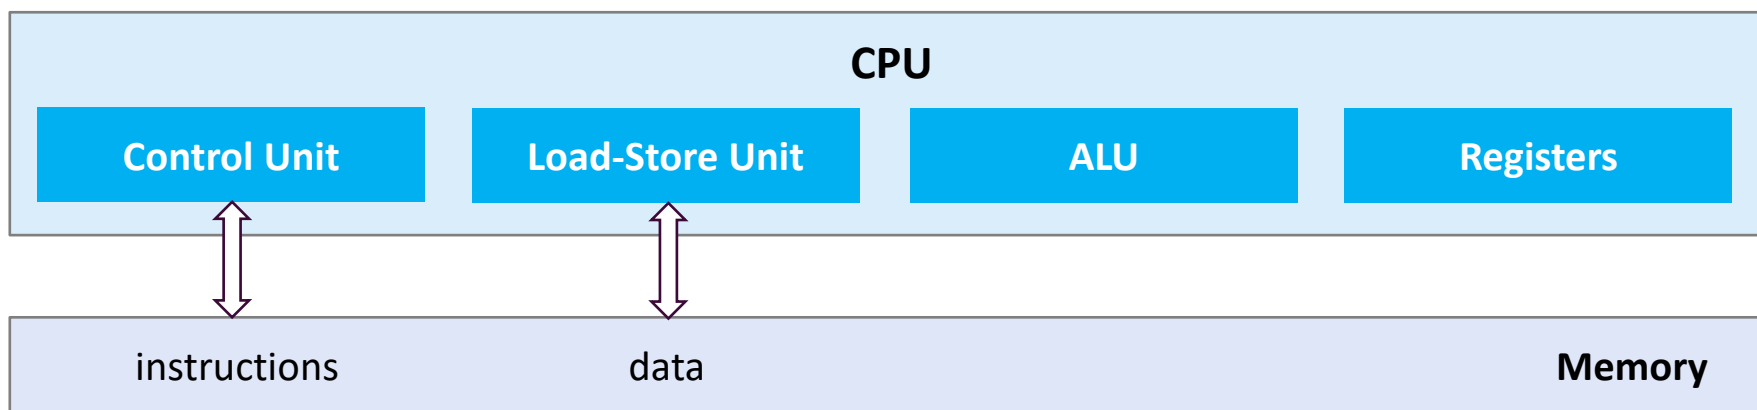 CPU
Control Unit
Load-Store Unit
ALU
Registers
instructions
data
Memory